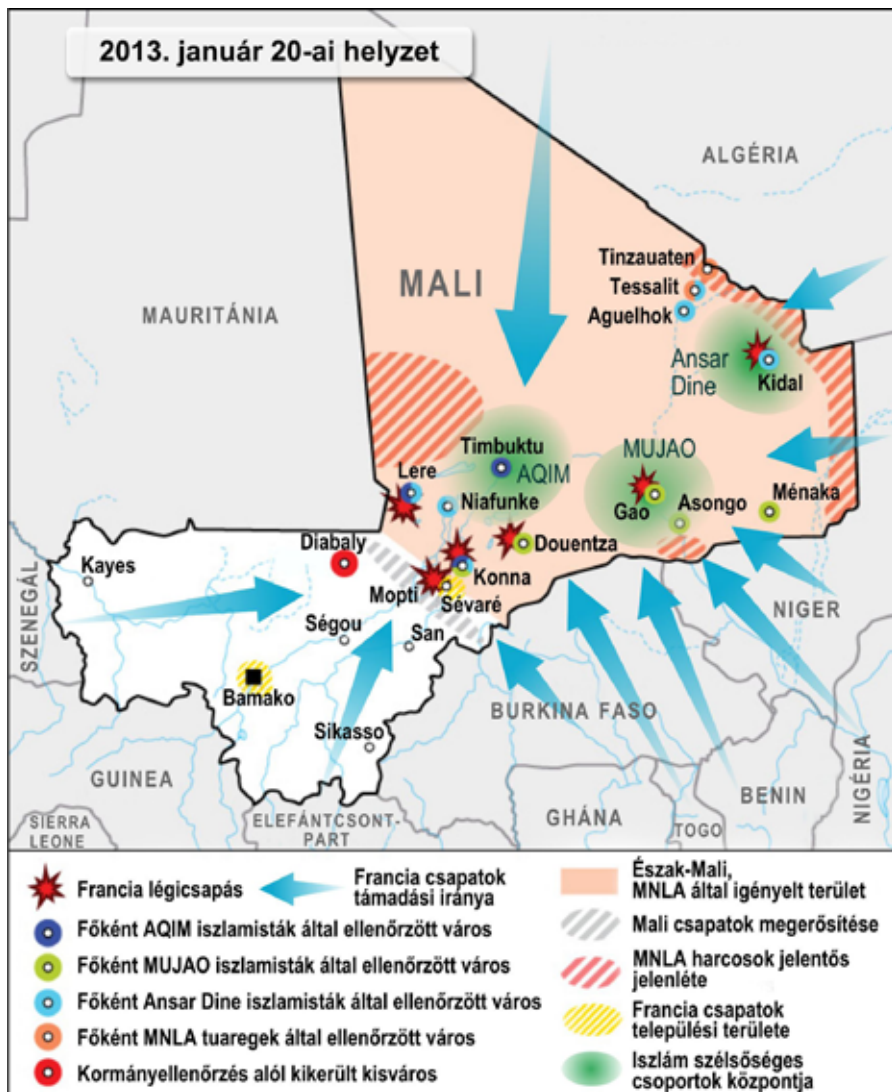 2013. január 20-ai helyzet
ALGÉRIA
MAURITÁNIA
MALI
Tinzauaten
Tessalit
Aguelhok
Ansar
Dine
Kidal
Timbuktu
AQIM
MUJAO
Lere
Niafunke
Gao
Asongo
Ménaka
Diabaly
Douentza
Kayes
Konna
Mopti
Sévaré
SZENEGÁL
Ségou
San
NIGER
Bamako
BURKINA FASO
Sikasso
GUINEA
BENIN
NIGÉRIA
SIERRA
LEONE
ELEFÁNTCSONT-
PART
GHÁNA
TOGO
Francia légicsapás
Francia csapatok
támadási iránya
Főként AQIM iszlamisták által ellenőrzött város
Főként MUJAO iszlamisták által ellenőrzött város
Főként Ansar Dine iszlamisták által ellenőrzött város
Főként MNLA tuaregek által ellenőrzött város
Kormányellenőrzés alól kikerült kisváros
Észak-Mali,
MNLA által igényelt terület
Mali csapatok megerősítése
MNLA harcosok jelentős
jelenléte
Francia csapatok
települési területe
Iszlám szélsőséges
csoportok központja